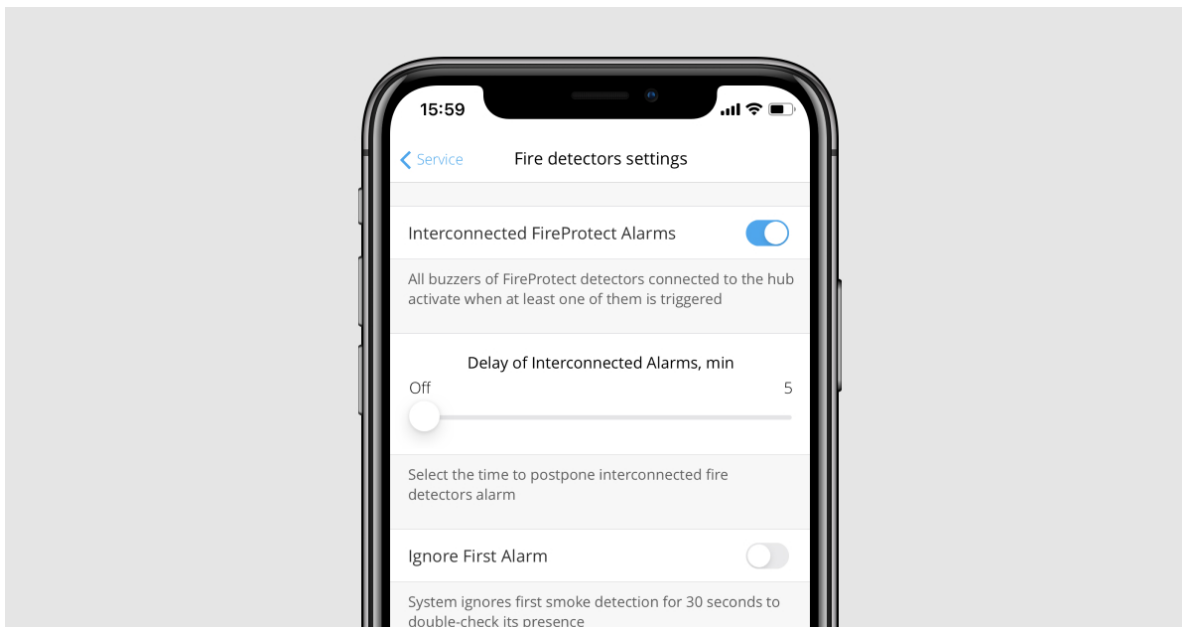 15:59
Service Fire detectors settings
Interconnected FireProtect Alarms
All buzzers of FireProtect detectors connected to the hub
activate when at least one of them is triggered
Delay of Interconnected Alarms, min
Off 5
Select the time to postpone interconnected fire
detectors alarm
Ignore First Alarm
System ignores first smoke detection for 30 seconds to
double-check its presence